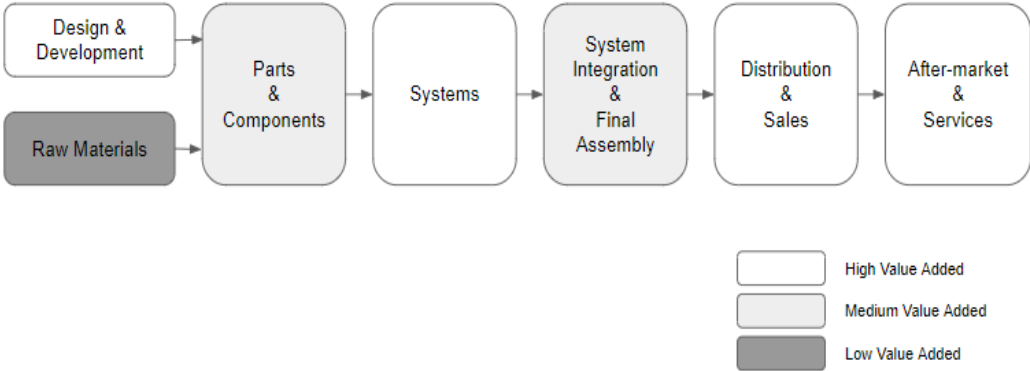 Design &
Development
Raw Materials
Parts
&
Components
Systems
System
Integration
&
Final
Assembly
Distribution
&
Sales
After-market
&
Services
High Value Added
Medium Value Added
Low Value Added